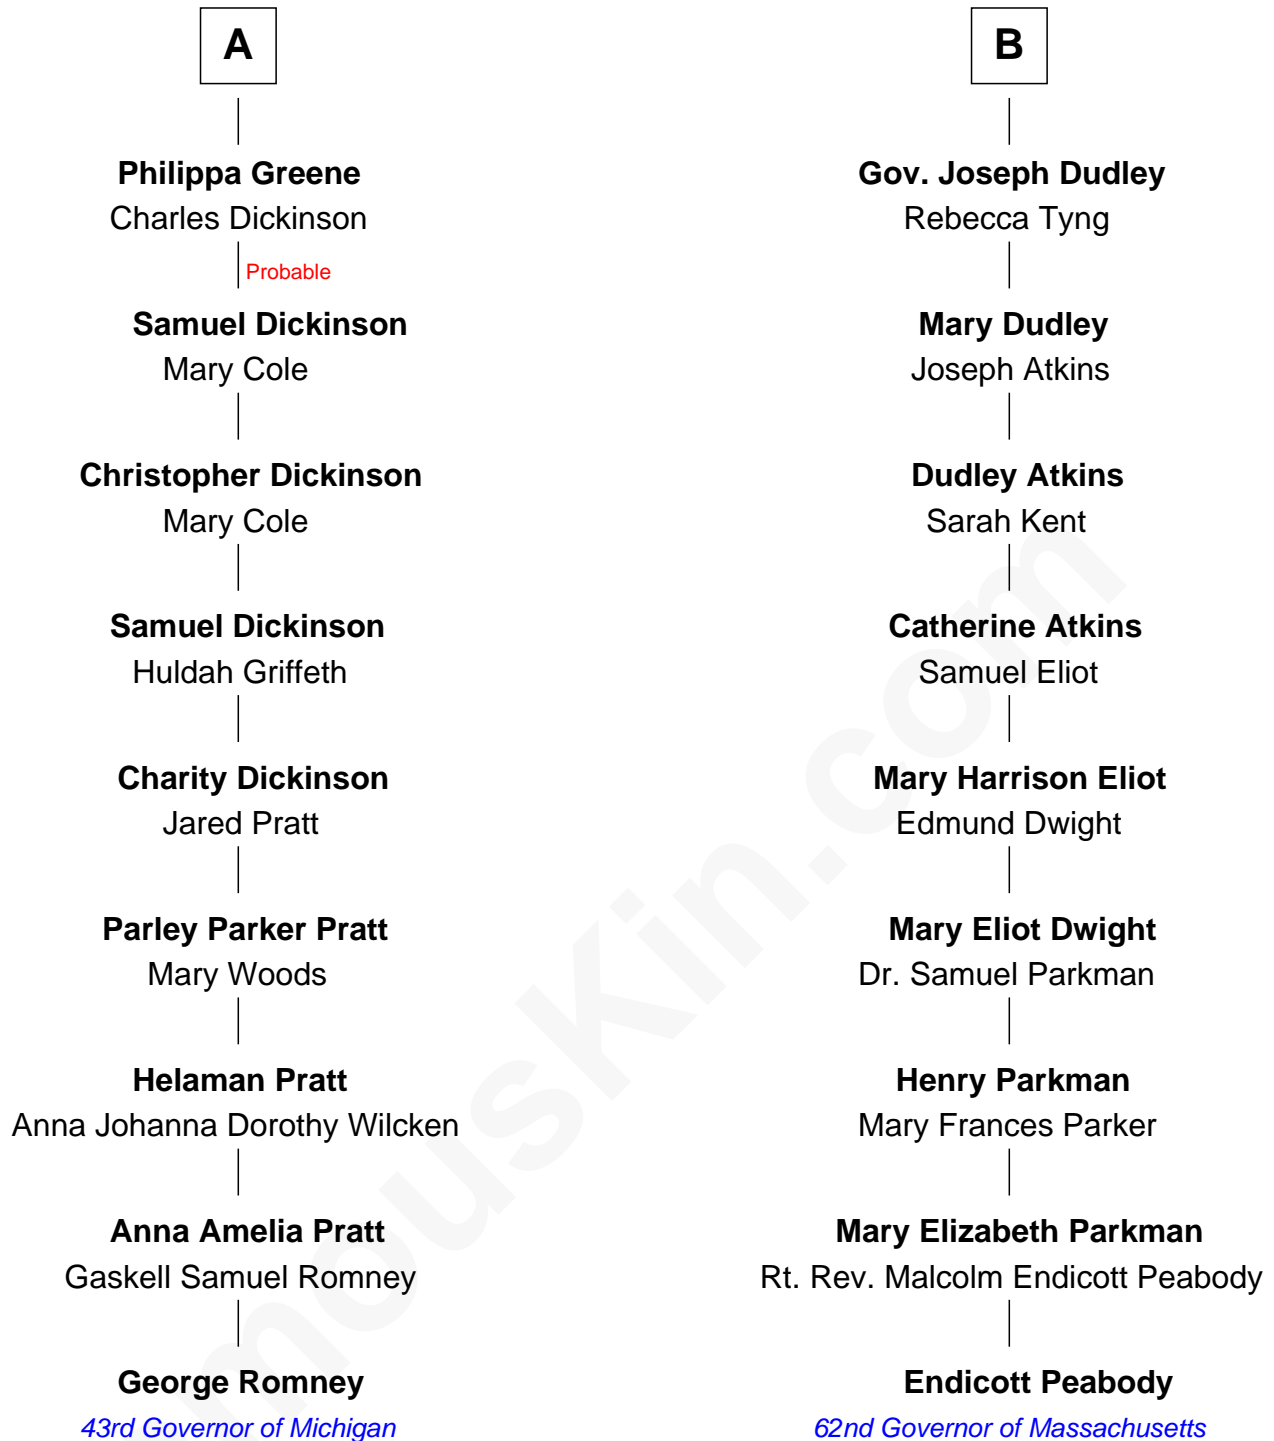 A
Philippa Greene
Charles Dickinson
Probable
Samuel Dickinson
Mary Cole
Christopher Dickinson
Mary Cole
Samuel Dickinson
Huldah Griffeth
Charity Dickinson
Jared Pratt
Parley Parker Pratt
Mary Woods
Helaman Pratt
Anna Johanna Dorothy Wilcken
Anna Amelia Pratt
Gaskell Samuel Romney
George Romney
43rd Governor of Michigan
B
Gov. Joseph Dudley
Rebecca Tyng
Mary Dudley
Joseph Atkins
Dudley Atkins
Sarah Kent
Catherine Atkins
Samuel Eliot
Mary Harrison Eliot
Edmund Dwight
Mary Eliot Dwight
Dr. Samuel Parkman
Henry Parkman
Mary Frances Parker
Mary Elizabeth Parkman
Rt. Rev. Malcolm Endicott Peabody
Endicott Peabody
62nd Governor of Massachusetts
mousKin.com